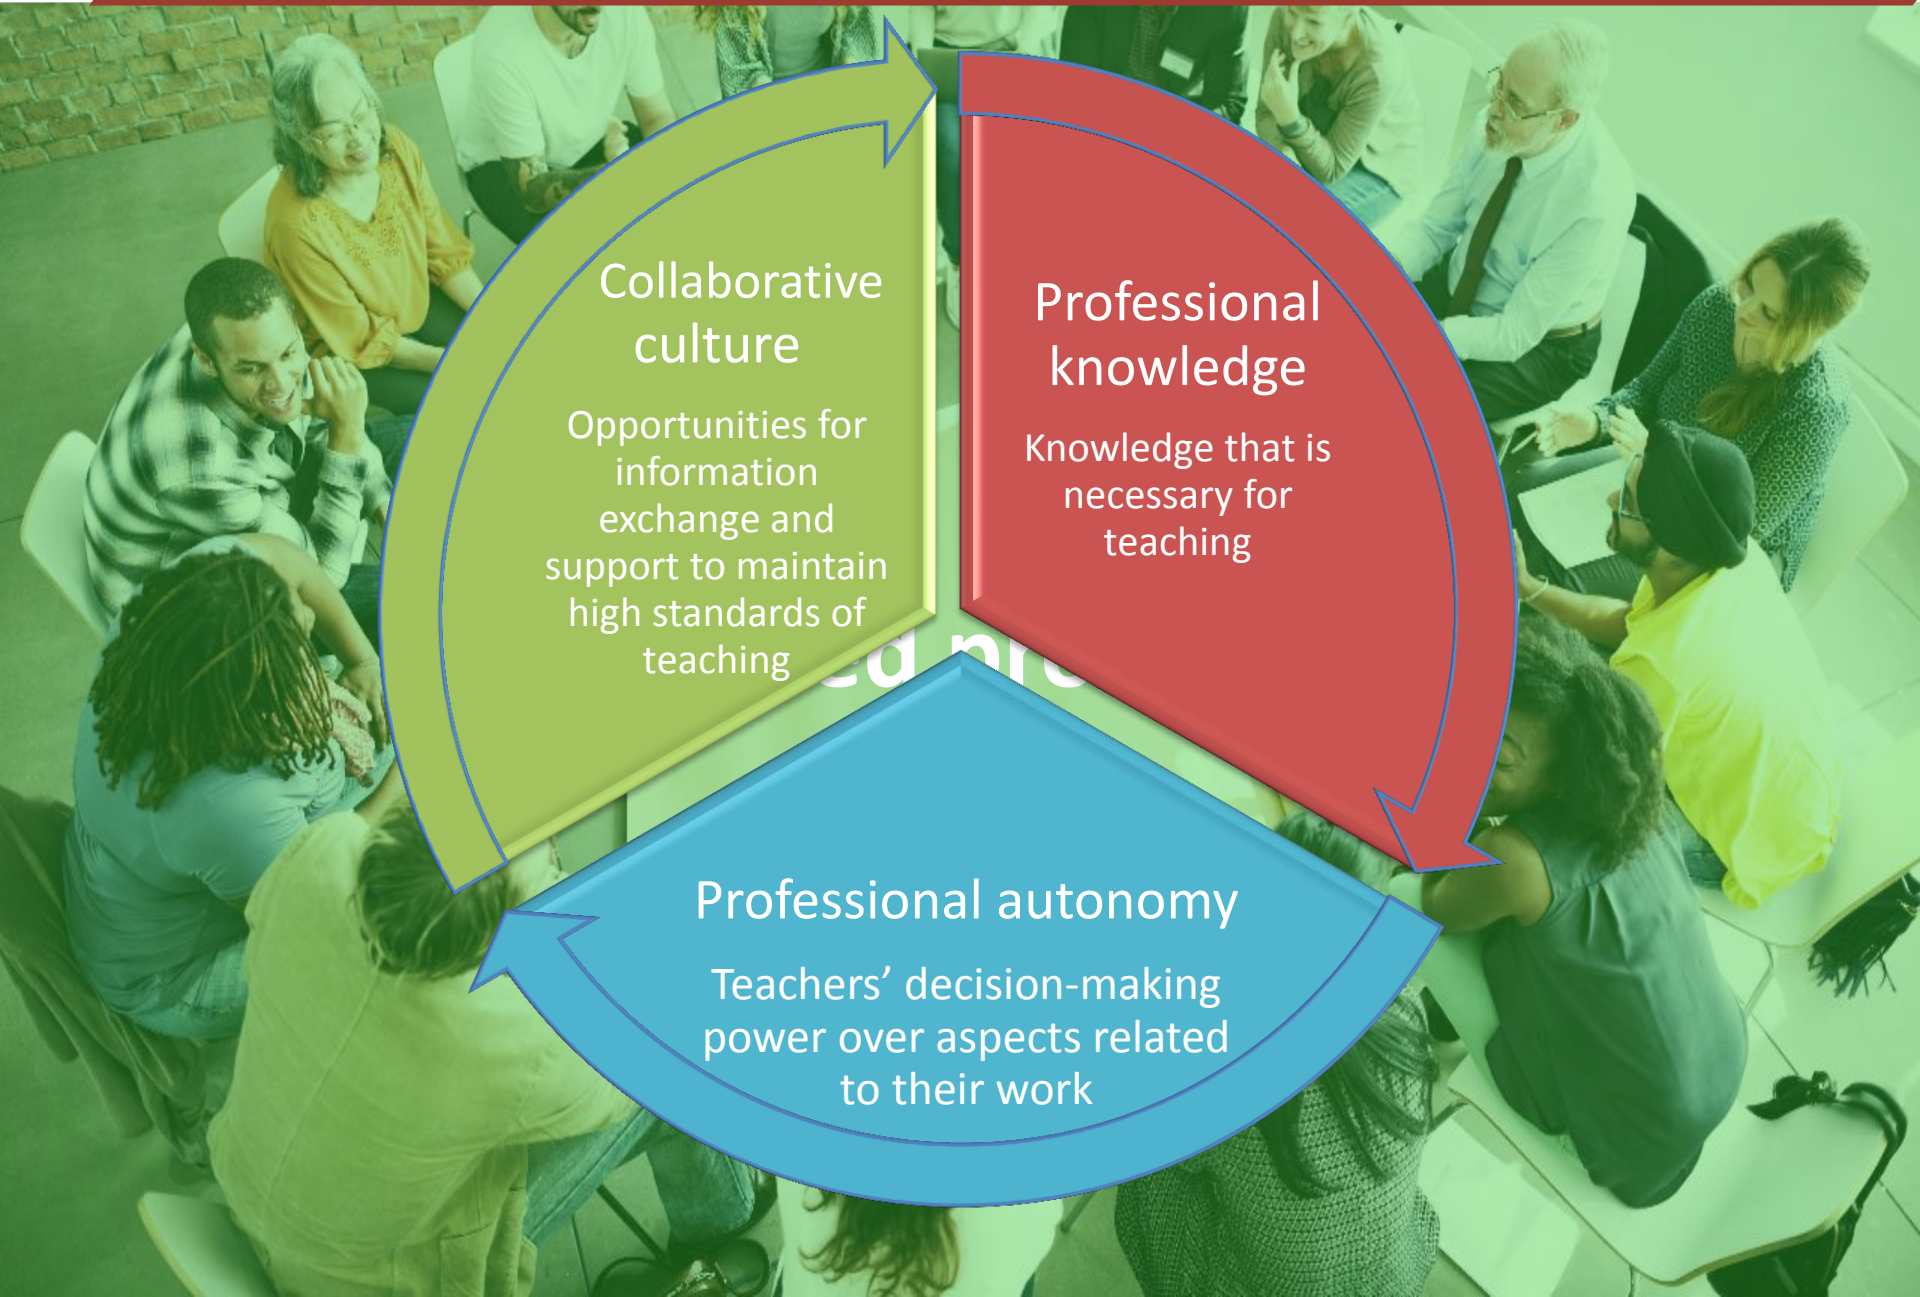 Collaborative
culture
Opportunities for
information
exchange and
support to maintain
high standards of
teaching
Professional
knowledge
Knowledge that is
necessary for
teaching
Professional autonomy
Teachers’ decision-making
power over aspects related
to their work